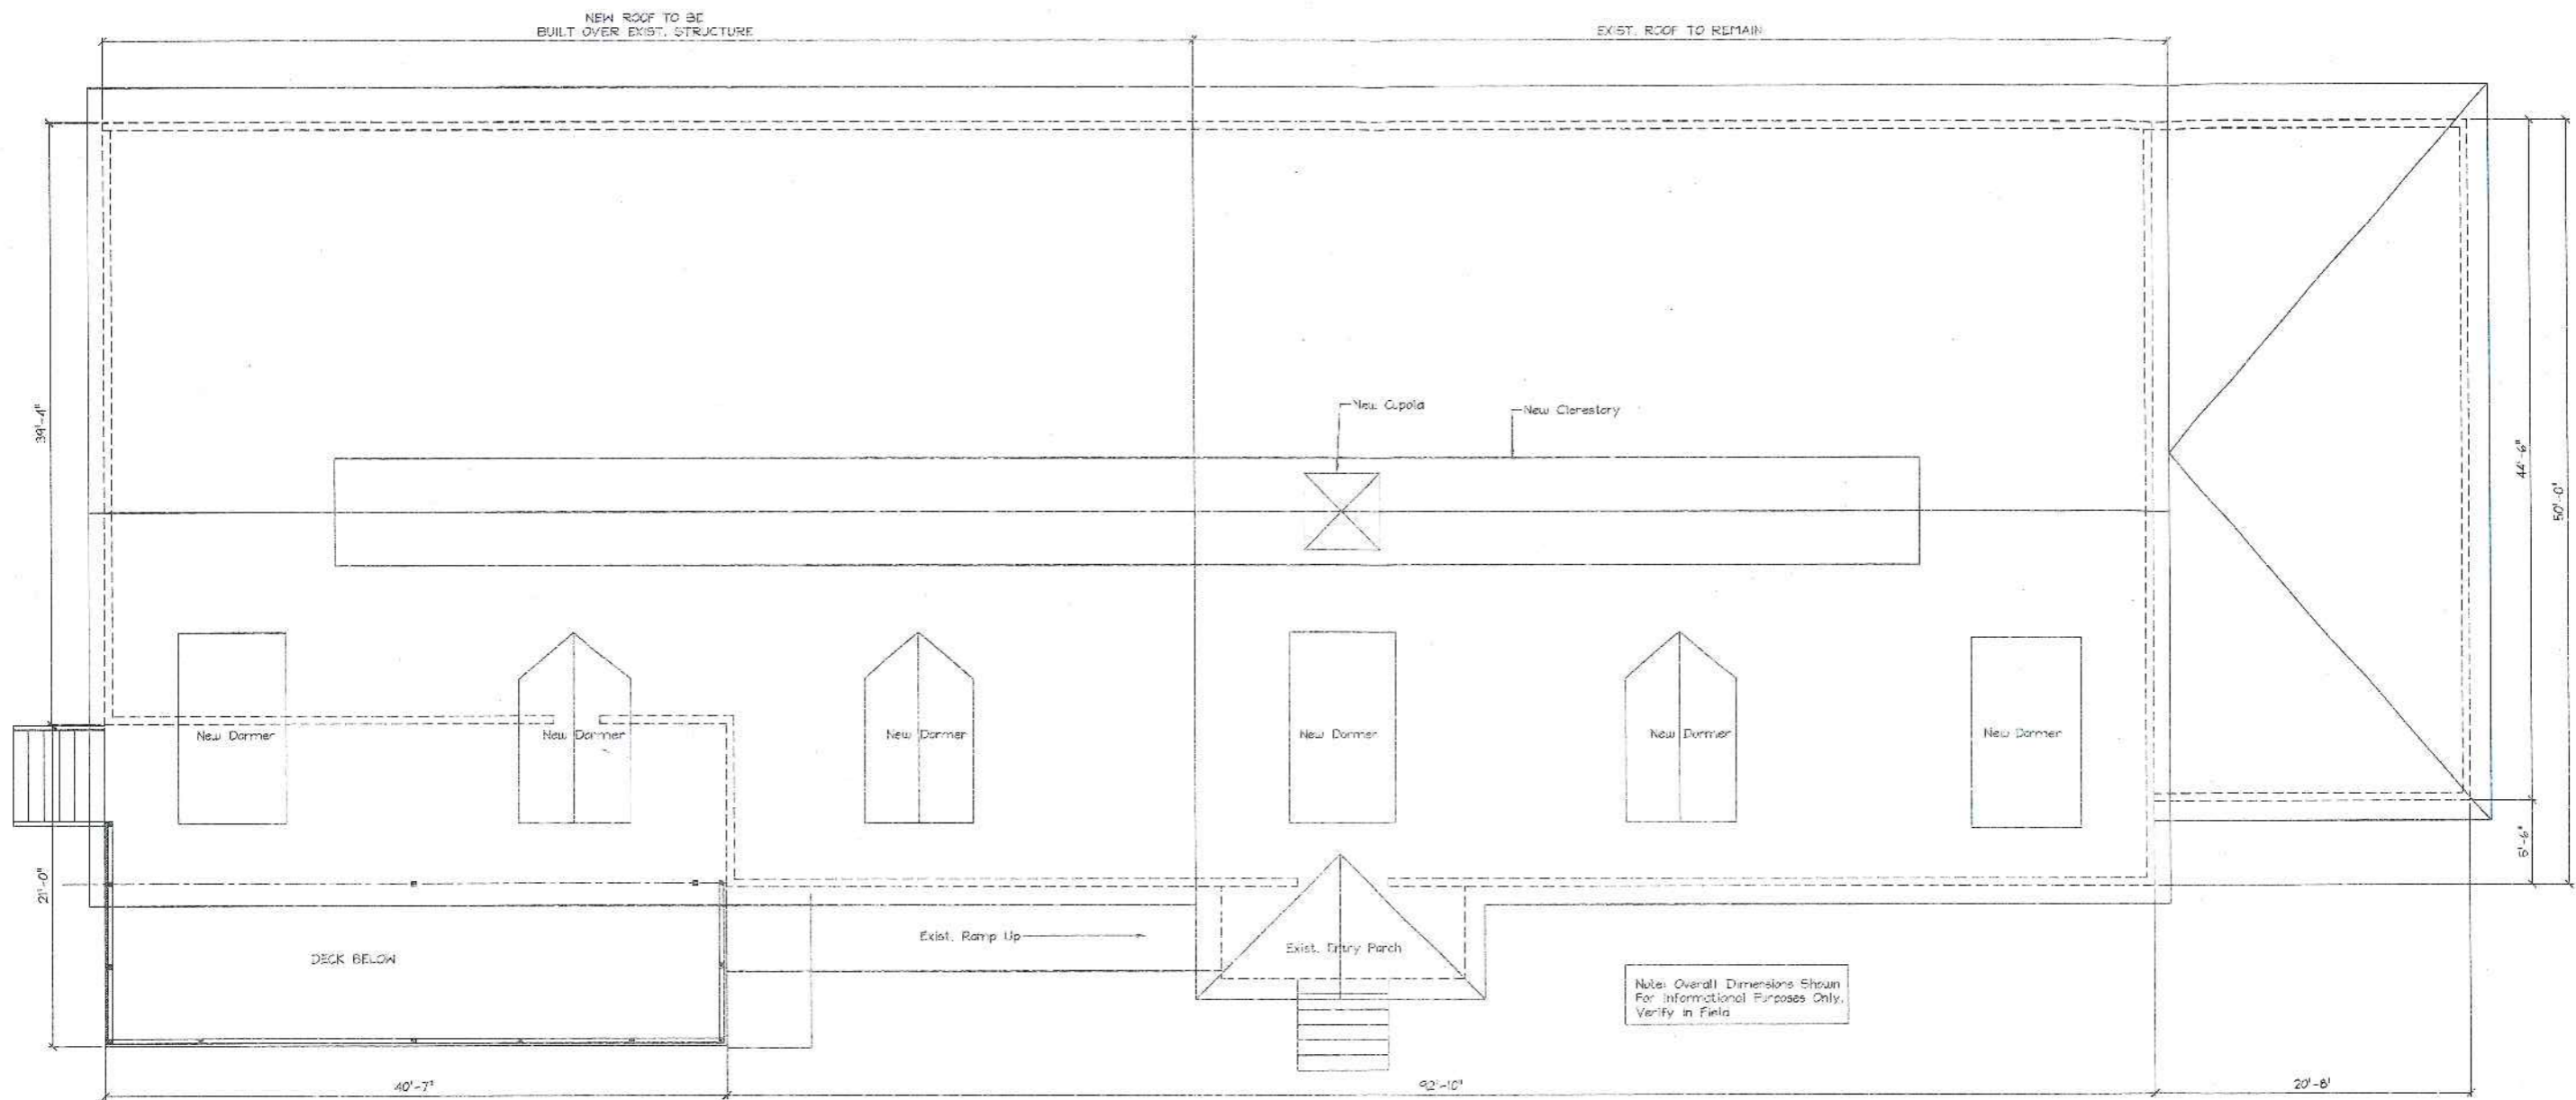 NEW ROOF TO BE
BUILT OVER EXIST. STRUCTURE
EXIST. ROOF TO REMAIN
39'-4"
New Cupola
New Clerestory
44'-6"
50'-0"
New Dormer
New Dormer
New Dormer
New Dormer
New Dormer
New Dormer
21'-0"
5'-6"
Exist. Ramp Up
Exist. Entry Porch
DECK BELOW
Note: Overall Dimensions Shown
For Informational Purposes Only.
Verify in Field
40'-7"
92'-10"
20'-8"